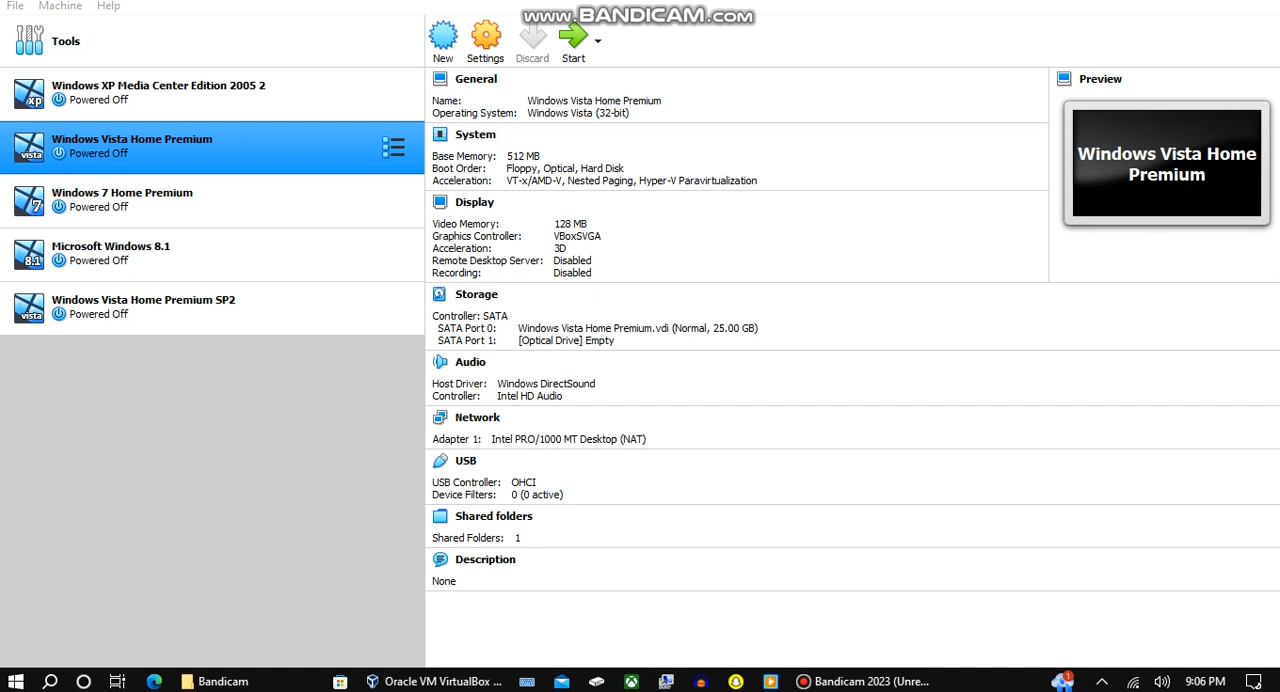 File Machine Help
www.BANDICAM.com
Tools
New Settings Discard Start
Windows XP Media Center Edition 2005 2
xp Powered Off
Windows Vista Home Premium
vista Powered Off
Windows 7 Home Premium
7 Powered Off
Microsoft Windows 8.1
8.1 Powered Off
Windows Vista Home Premium SP2
vista Powered Off
General
Name: Windows Vista Home Premium
Operating System: Windows Vista (32-bit)
System
Base Memory: 512 MB
Boot Order: Floppy, Optical, Hard Disk
Acceleration: VT-x/AMD-V, Nested Paging, Hyper-V Paravirtualization
Display
Video Memory: 128 MB
Graphics Controller: VBoxSVGA
Acceleration: 3D
Remote Desktop Server: Disabled
Recording: Disabled
Storage
Controller: SATA
SATA Port 0: Windows Vista Home Premium.vdi (Normal, 25.00 GB)
SATA Port 1: [Optical Drive] Empty
Audio
Host Driver: Windows DirectSound
Controller: Intel HD Audio
Network
Adapter 1: Intel PRO/1000 MT Desktop (NAT)
USB
USB Controller: OHCI
Device Filters: 0 (0 active)
Shared folders
Shared Folders: 1
Description
None
Preview
Windows Vista Home
Premium
Bandicam Oracle VM VirtualBox ... Bandicam 2023 (Unre... 1 9:06 PM